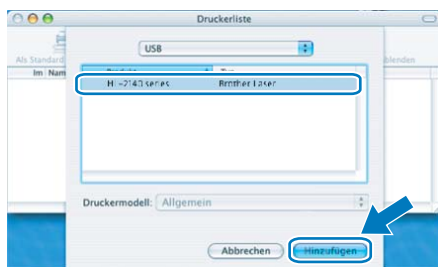 Druckerliste
USB
Als Standard
blenden
Im Nam
HL-2140 series Brother Laser
Druckermodell: Allgemein
Abbrechen Hinzufügen